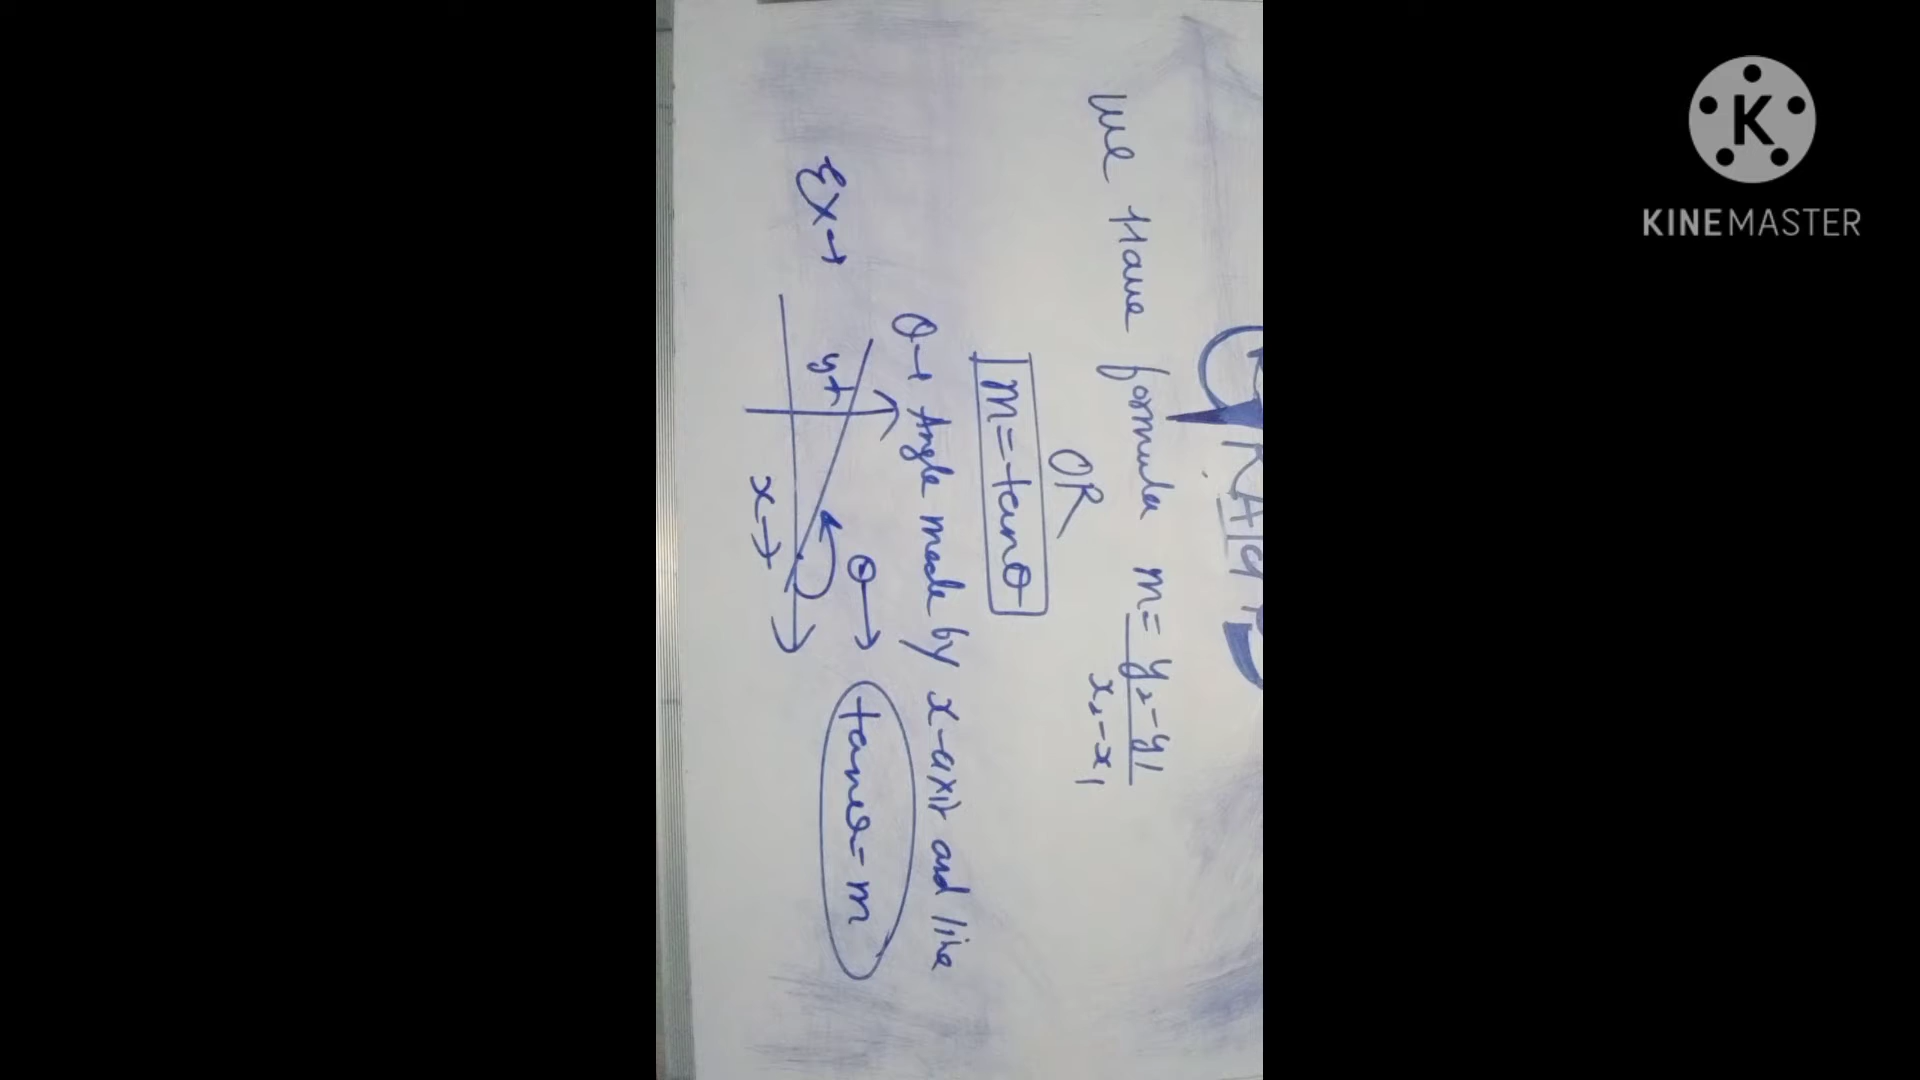 we Have formula m = y₂-y1 / x₂-x1
OR
m = tanθ
θ → Angle made by x-axis and line
Ex →
y↑
x →
θ →
tanθ = m
K
KINEMASTER